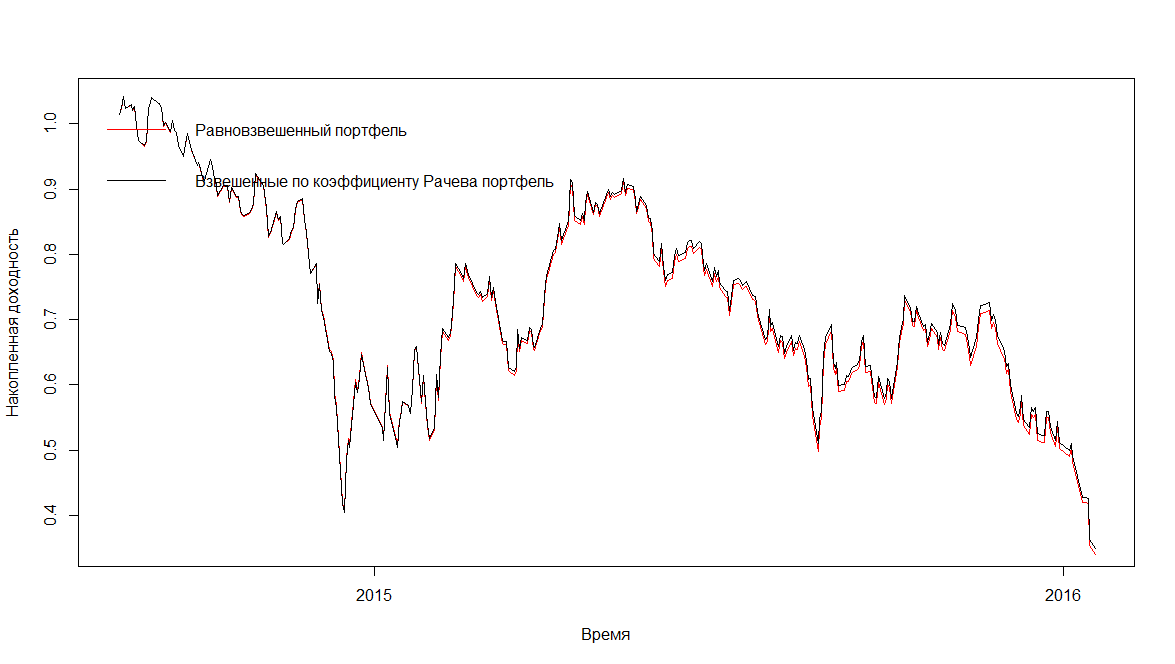 Накопленная доходность
1.0
0.9
0.8
0.7
0.6
0.5
0.4
Равновзвешенный портфель
Взвешенные по коэффициенту Рачева портфель
2015
2016
Время